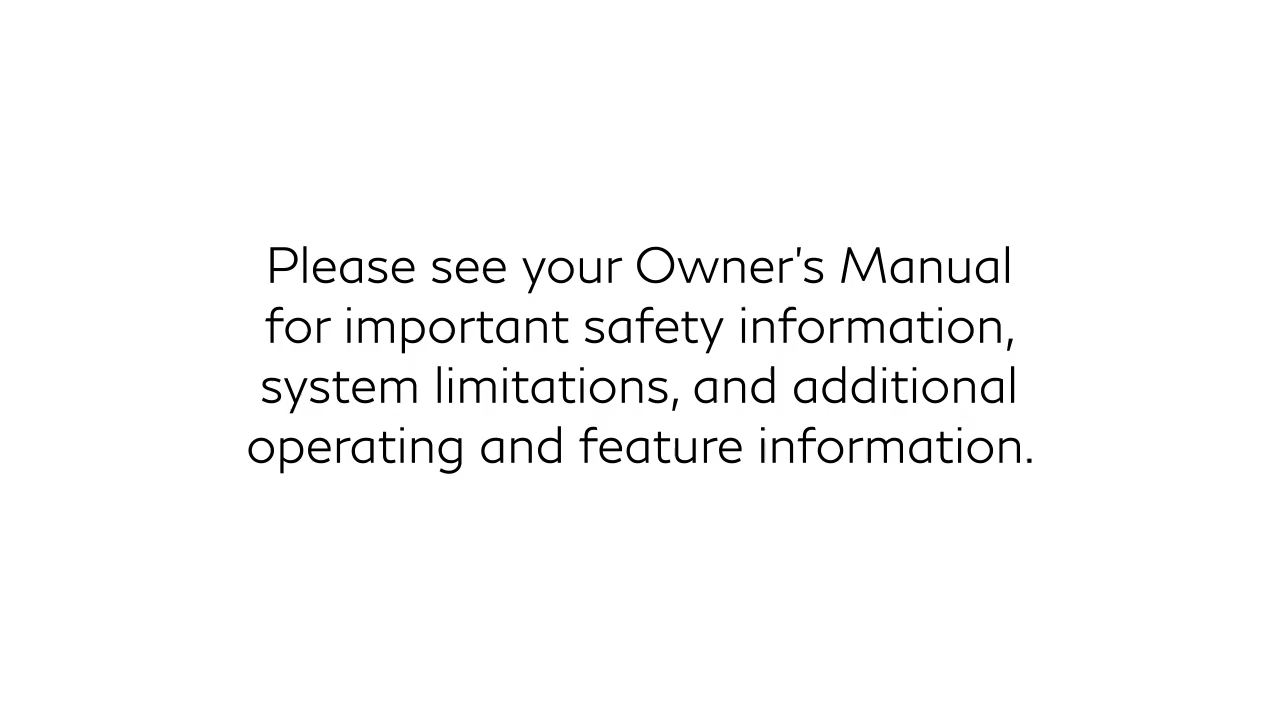 Please see your Owner's Manual
for important safety information,
system limitations, and additional
operating and feature information.